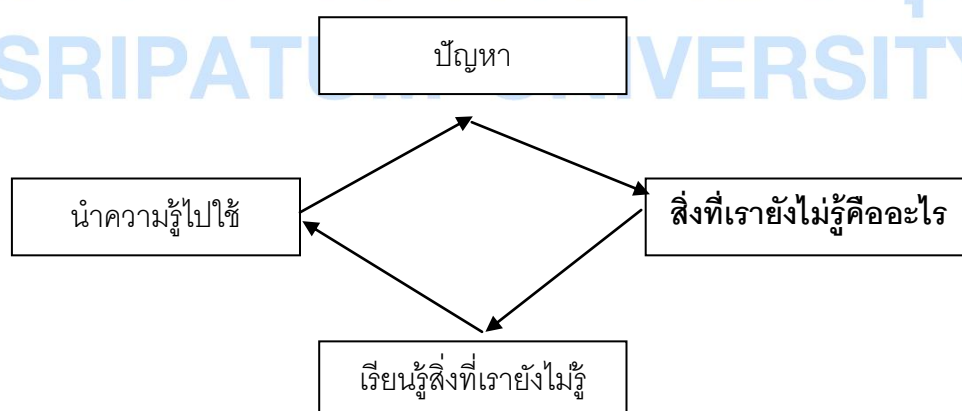 SRIPATUM UNIVERSITY
ปัญหา
นำความรู้ไปใช้
สิ่งที่เรายังไม่รู้คืออะไร
เรียนรู้สิ่งที่เรายังไม่รู้